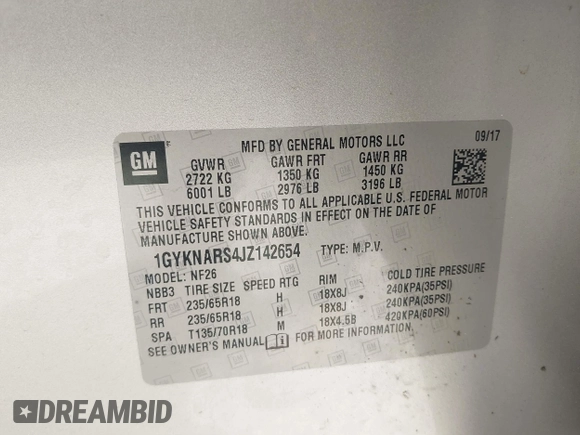 GM
MFD BY GENERAL MOTORS LLC 09/17
GVWR GAWR FRT GAWR RR
2722 KG 1350 KG 1450 KG
6001 LB 2976 LB 3196 LB
THIS VEHICLE CONFORMS TO ALL APPLICABLE U.S. FEDERAL MOTOR
VEHICLE SAFETY STANDARDS IN EFFECT ON THE DATE OF
MANUFACTURE SHOWN ABOVE.
1GYKNARS4JZ142654 TYPE: M.P.V.
MODEL: NF26
NBB3 TIRE SIZE SPEED RTG RIM COLD TIRE PRESSURE
FRT 235/65R18 H 18X8J 240KPA(35PSI)
RR 235/65R18 H 18X8J 240KPA(35PSI)
SPA T135/70R18 M 18X4.5B 420KPA(60PSI)
SEE OWNER'S MANUAL FOR MORE INFORMATION.
DREAMBID